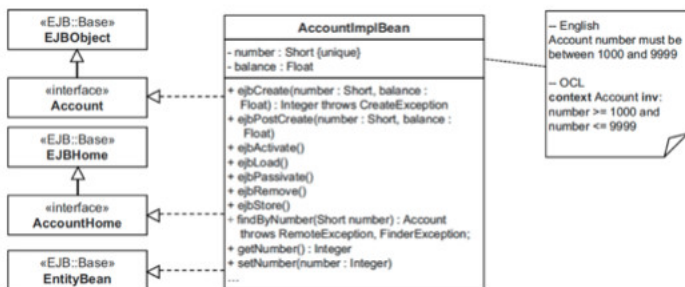 «EJB::Base»
EJBObject
«interface»
Account
«EJB::Base»
EJBHome
«interface»
AccountHome
«EJB::Base»
EntityBean
AccountImplBean
- number : Short {unique}
- balance : Float
+ ejbCreate(number : Short, balance :
Float) : Integer throws CreateException
+ ejbPostCreate(number : Short, balance :
Float)
+ ejbActivate()
+ ejbLoad()
+ ejbPassivate()
+ ejbRemove()
+ ejbStore()
+ findByNumber(Short number) : Account
throws RemoteException, FinderException;
+ getNumber() : Integer
+ setNumber(number : Integer)
....
-- English
Account number must be
between 1000 and 9999
-- OCL
context Account inv:
number >= 1000 and
number <= 9999